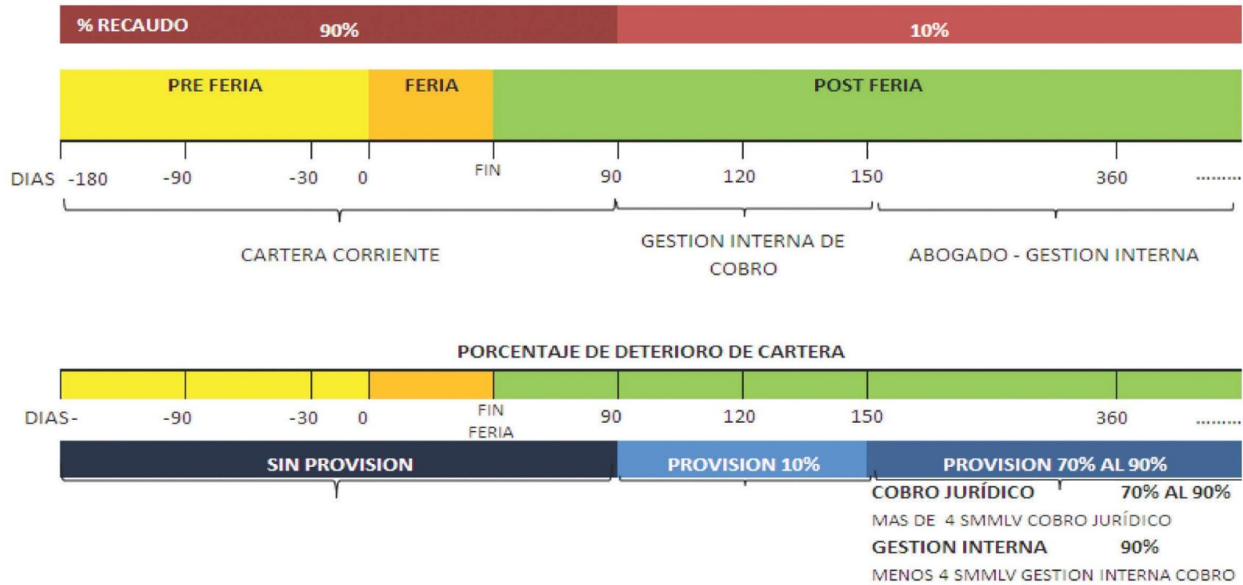 % RECAUDO 90% 10%
PRE FERIA FERIA POST FERIA
DIAS -180 -90 -30 0 FIN 90 120 150 360 .........
CARTERA CORRIENTE
GESTION INTERNA DE
COBRO
ABOGADO - GESTION INTERNA
PORCENTAJE DE DETERIORO DE CARTERA
DIAS- -90 -30 0 FIN 90 120 150 360 .........
FERIA
SIN PROVISION PROVISION 10% PROVISION 70% AL 90%
COBRO JURÍDICO 70% AL 90%
MAS DE 4 SMMLV COBRO JURÍDICO
GESTION INTERNA 90%
MENOS 4 SMMLV GESTION INTERNA COBRO